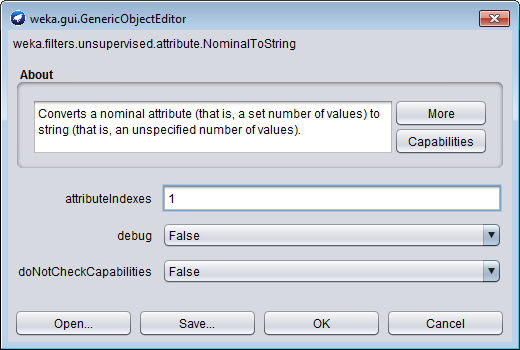 weka.gui.GenericObjectEditor
weka.filters.unsupervised.attribute.NominalToString
About
Converts a nominal attribute (that is, a set number of values) to
string (that is, an unspecified number of values).
More
Capabilities
attributeIndexes 1
debug False
doNotCheckCapabilities False
Open... Save... OK Cancel